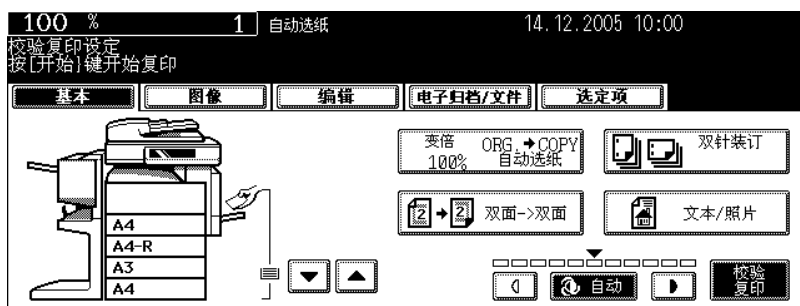 100 % 1 自动选纸 14.12.2005 10:00
校验复印设定
按[开始]键开始复印
基本 图像 编辑 电子归档/文件 选定项
变倍 ORG.➔COPY
100% 自动选纸
双针装订
2➔2 双面->双面
文本/照片
A4
A4-R
A3
A4
自动
校验
复印